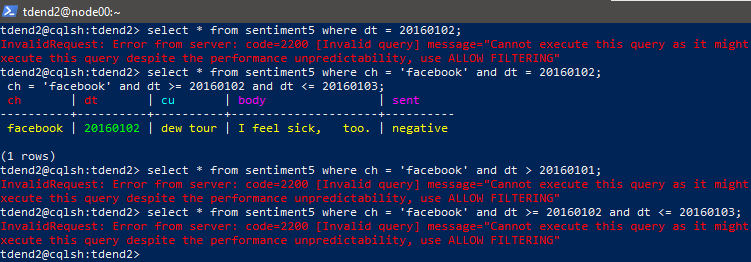 tdend2@node00:~
tdend2@cqlsh:tdend2> select * from sentiment5 where dt = 20160102;
InvalidRequest: Error from server: code=2200 [Invalid query] message="Cannot execute this query as it might
xecute this query despite the performance unpredictability, use ALLOW FILTERING"
tdend2@cqlsh:tdend2> select * from sentiment5 where ch = 'facebook' and dt = 20160102;
 ch = 'facebook' and dt >= 20160102 and dt <= 20160103;
 ch       | dt       | cu       | body                | sent
----------+----------+----------+---------------------+----------
 facebook | 20160102 | dew tour | I feel sick,   too. | negative
(1 rows)
tdend2@cqlsh:tdend2> select * from sentiment5 where ch = 'facebook' and dt > 20160101;
InvalidRequest: Error from server: code=2200 [Invalid query] message="Cannot execute this query as it might
xecute this query despite the performance unpredictability, use ALLOW FILTERING"
tdend2@cqlsh:tdend2> select * from sentiment5 where ch = 'facebook' and dt >= 20160102 and dt <= 20160103;
InvalidRequest: Error from server: code=2200 [Invalid query] message="Cannot execute this query as it might
xecute this query despite the performance unpredictability, use ALLOW FILTERING"
tdend2@cqlsh:tdend2>